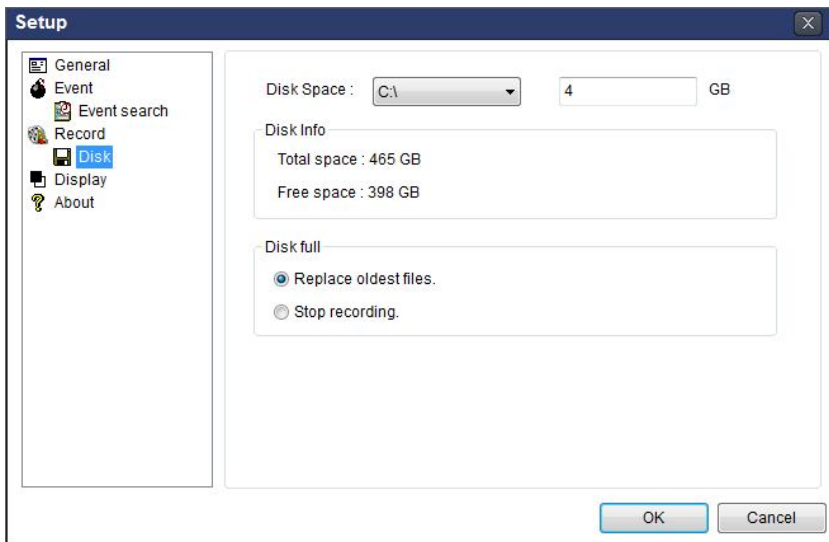 Setup
General
Event
Event search
Record
Disk
Display
About
Disk Space : C:\ 4 GB
Disk Info
Total space : 465 GB
Free space : 398 GB
Disk full
Replace oldest files.
Stop recording.
OK Cancel